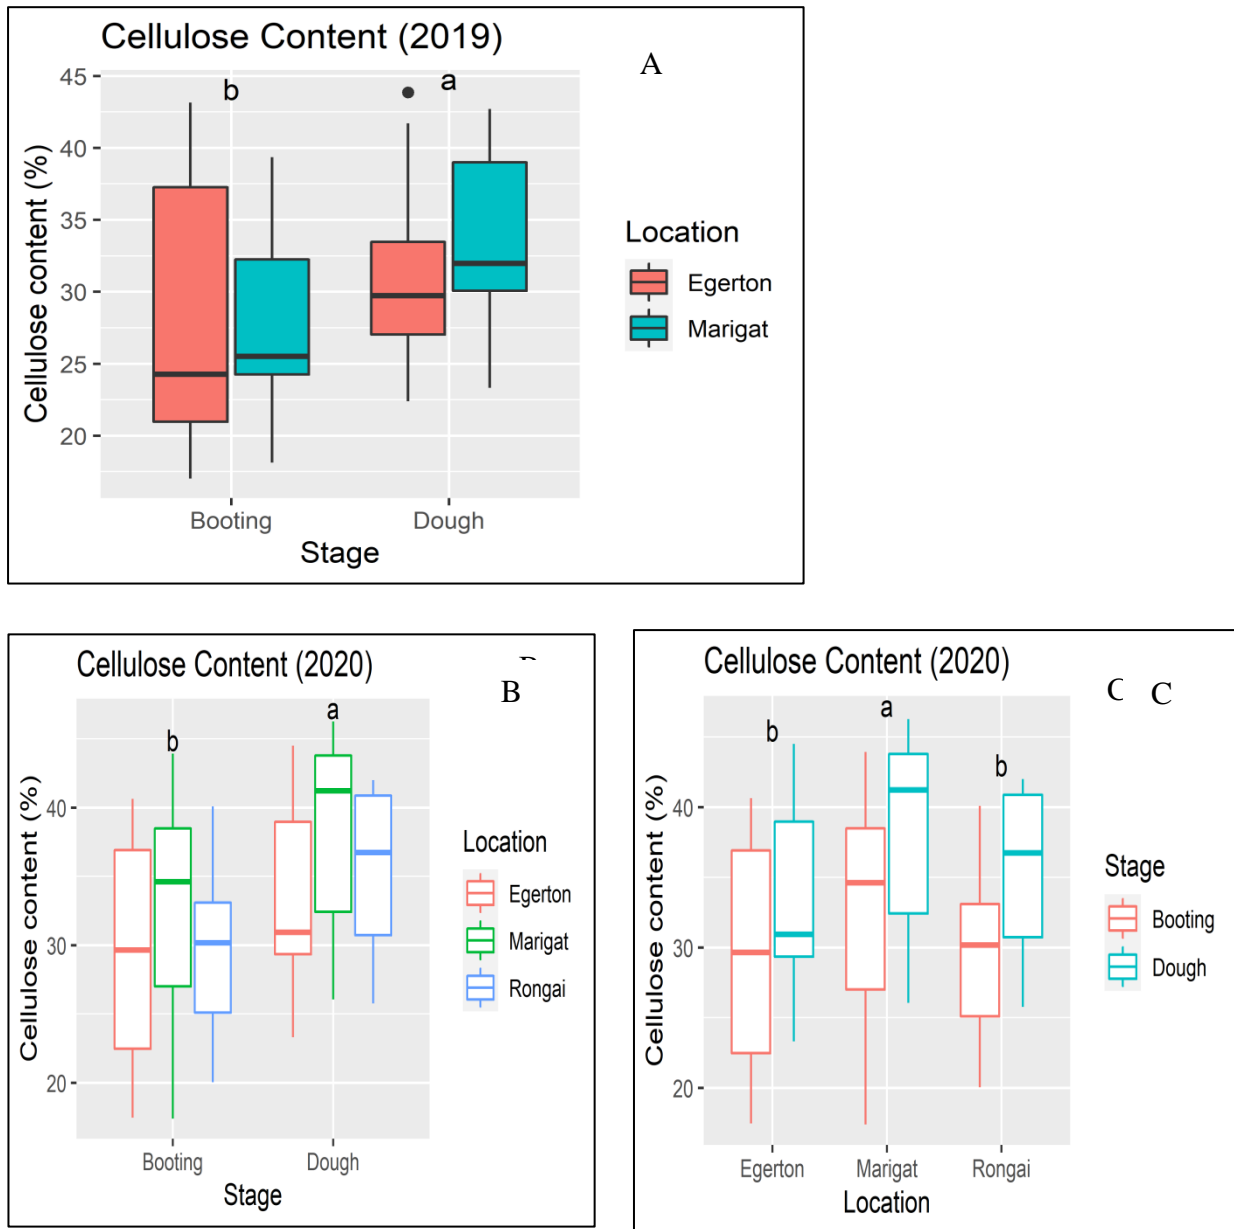 Cellulose Content (2019)
A
45
40
35
30
25
20
b
a
Cellulose content (%)
Booting
Dough
Stage
Location
Egerton
Marigat
Cellulose Content (2020)
B
40
30
20
b
a
Cellulose content (%)
Booting
Dough
Stage
Location
Egerton
Marigat
Rongai
Cellulose Content (2020)
C
C
40
30
20
b
a
b
Cellulose content (%)
Egerton
Marigat
Rongai
Location
Stage
Booting
Dough